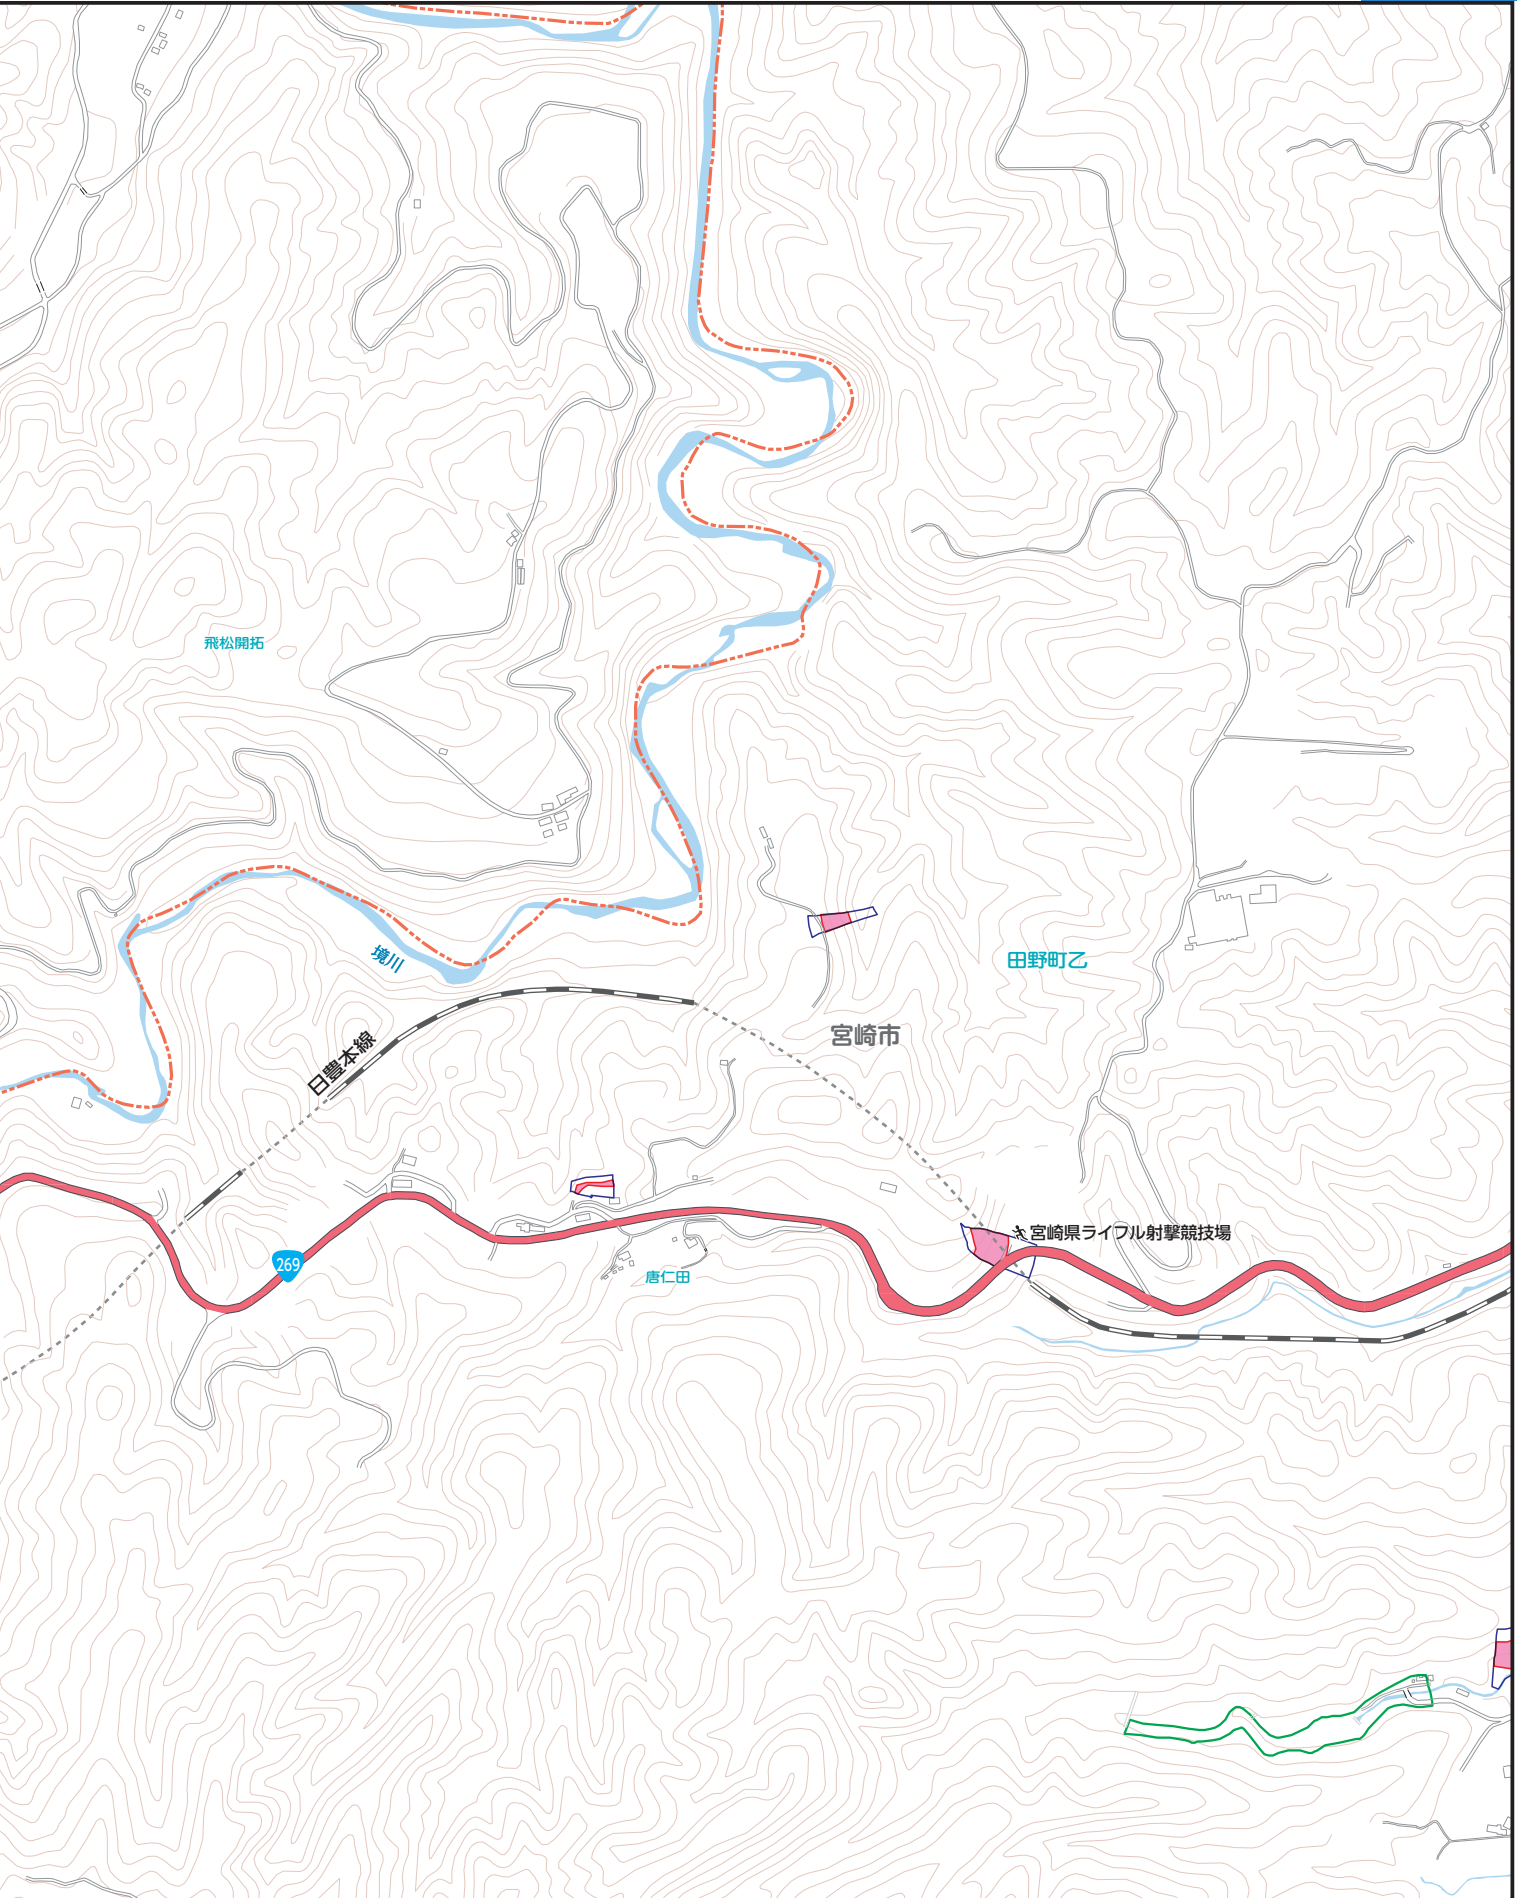 飛松開拓
境川
田野町乙
宮崎市
日豊本線
宮崎県ライフル射撃競技場
269
唐仁田